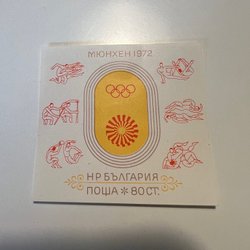 МЮНХЕН 1972
НР БЪЛГАРИЯ
ПОЩА * 80 СТ.